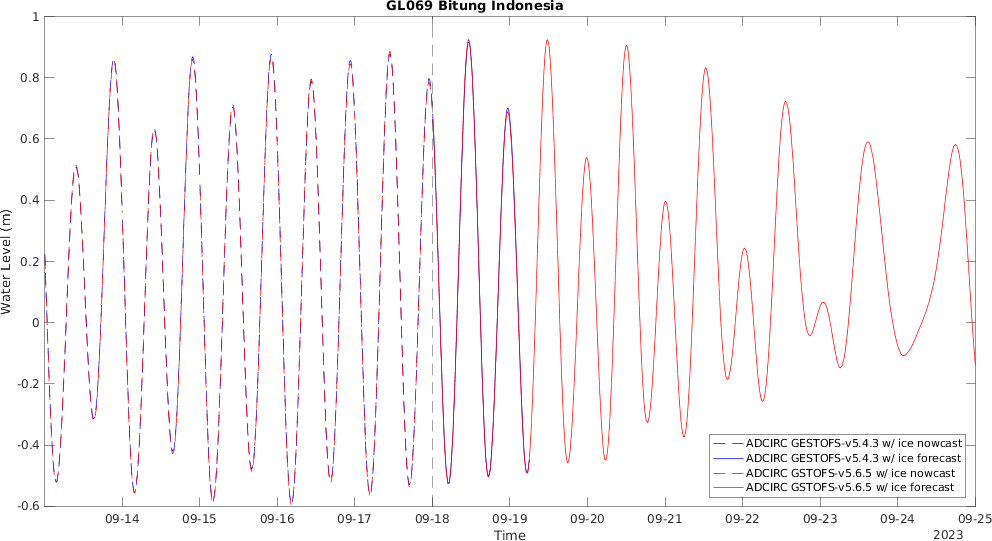 GL069 Bitung Indonesia
1
0.8
0.6
0.4
0.2
0
-0.2
-0.4
-0.6
Water Level (m)
09-14 09-15 09-16 09-17 09-18 09-19 09-20 09-21 09-22 09-23 09-24 09-25
Time
2023
ADCIRC GESTOFS-v5.4.3 w/ ice nowcast
ADCIRC GESTOFS-v5.4.3 w/ ice forecast
ADCIRC GSTOFS-v5.6.5 w/ ice nowcast
ADCIRC GSTOFS-v5.6.5 w/ ice forecast